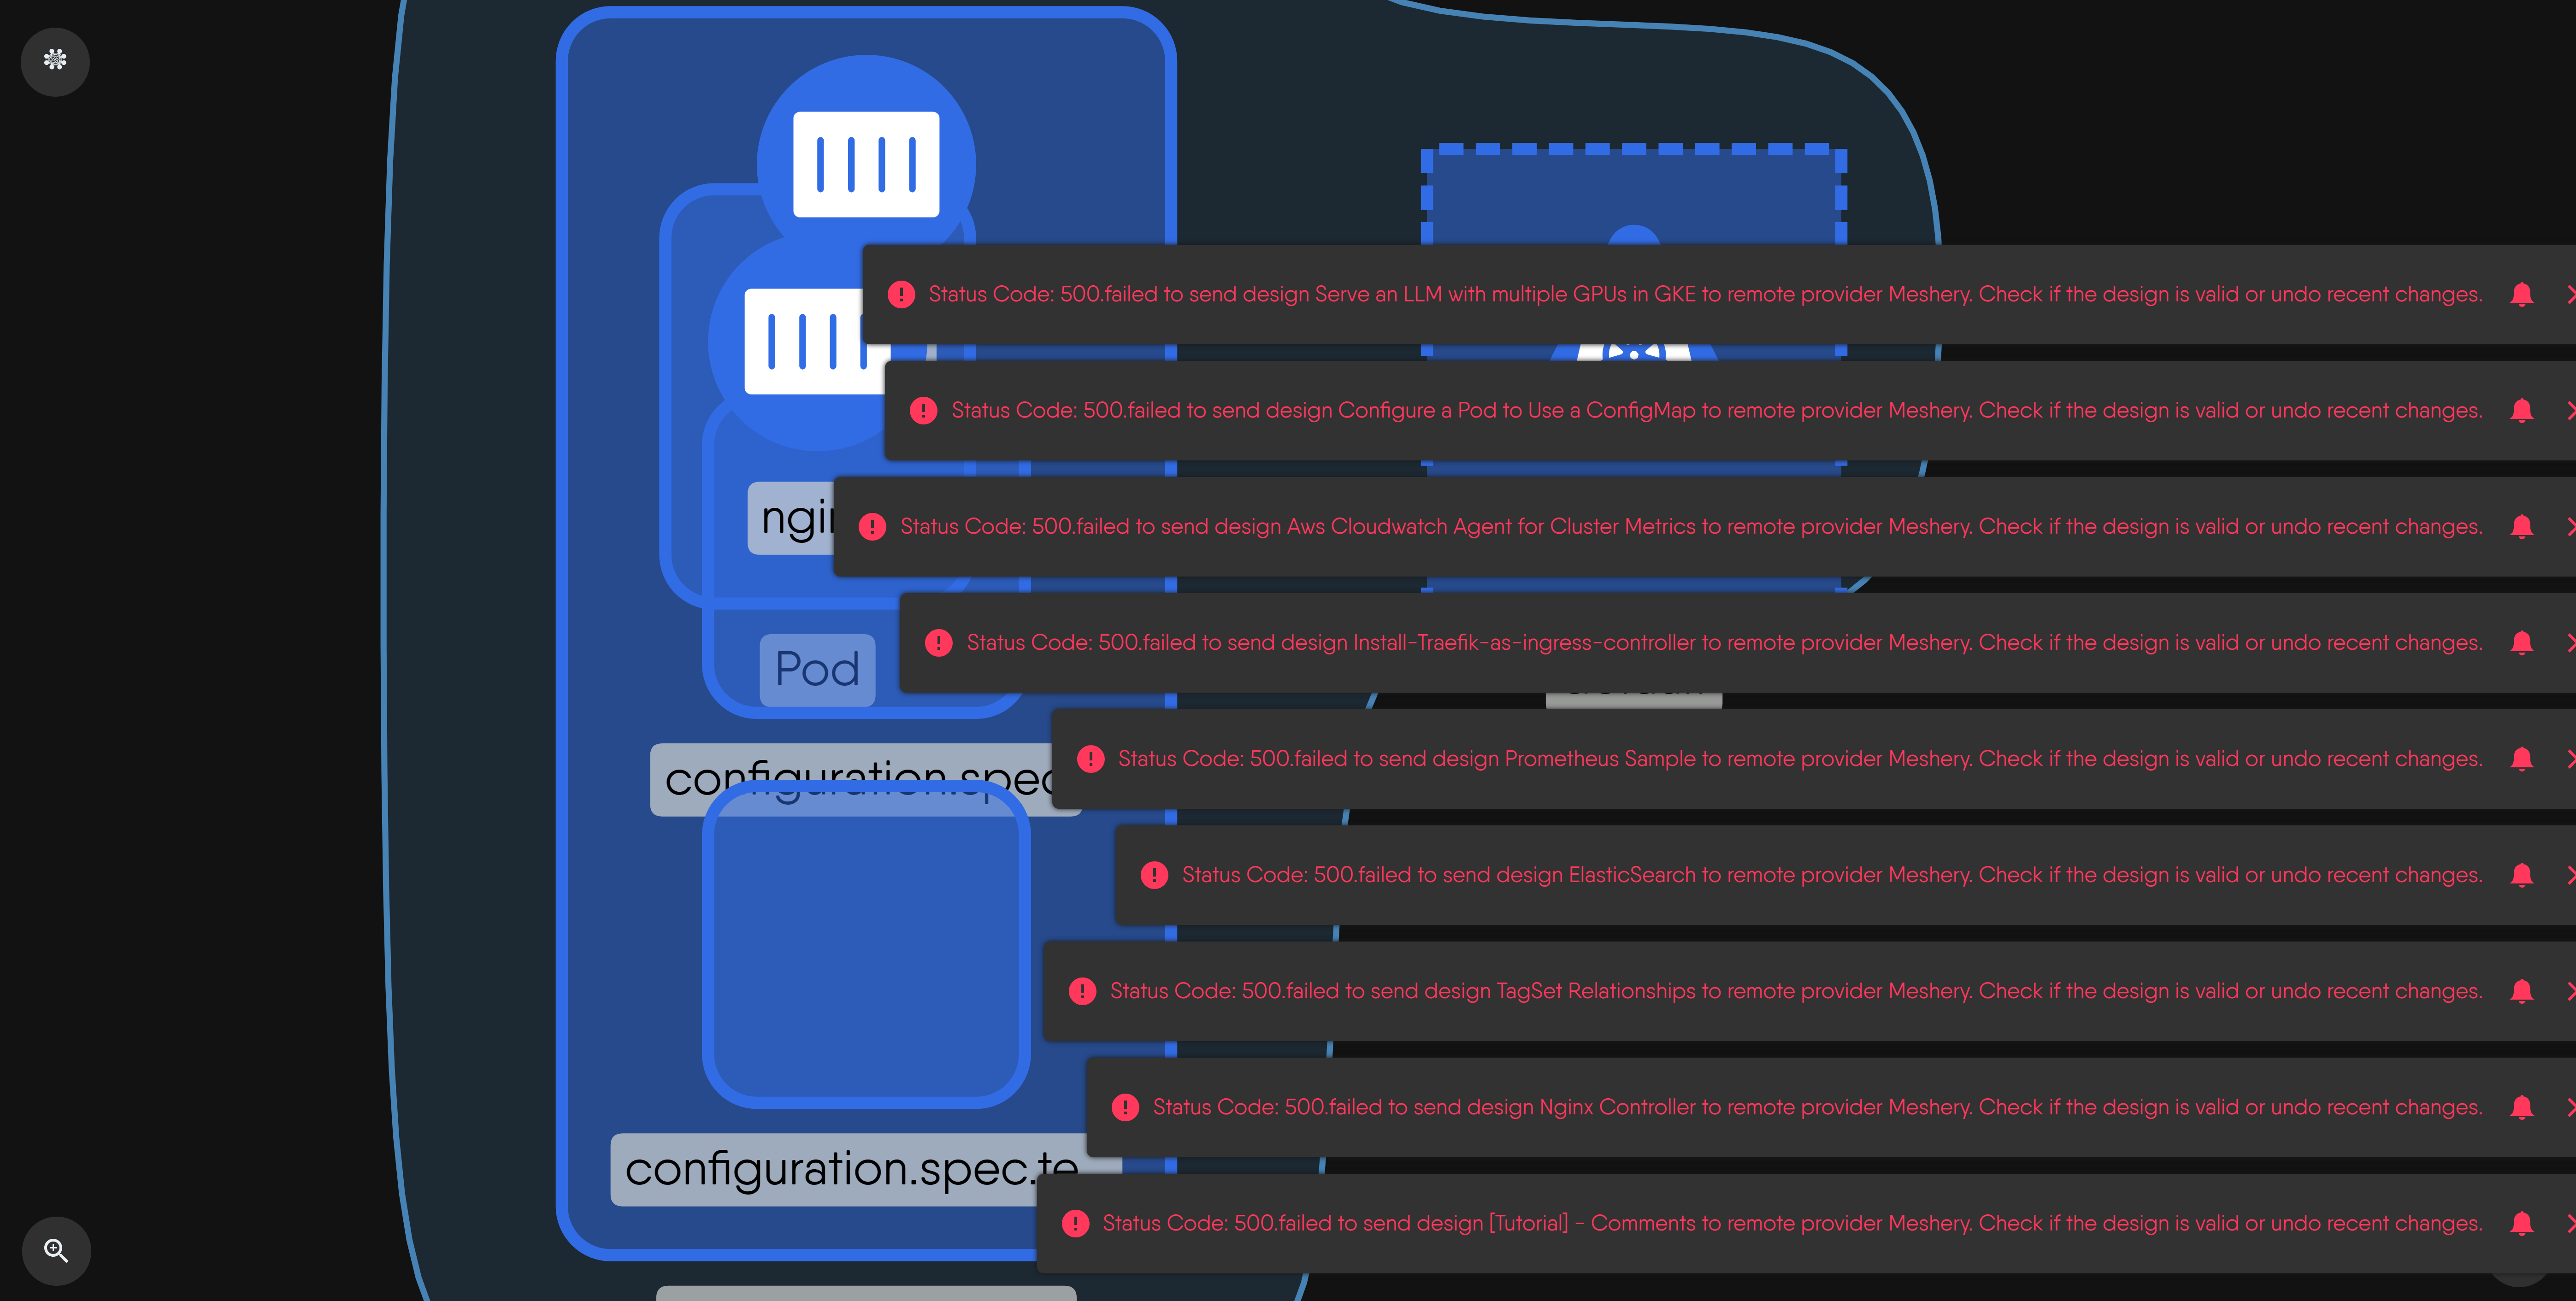 Status Code: 500.failed to send design Serve an LLM with multiple GPUs in GKE to remote provider Meshery. Check if the design is valid or undo recent changes.
Status Code: 500.failed to send design Configure a Pod to Use a ConfigMap to remote provider Meshery. Check if the design is valid or undo recent changes.
Status Code: 500.failed to send design Aws Cloudwatch Agent for Cluster Metrics to remote provider Meshery. Check if the design is valid or undo recent changes.
Status Code: 500.failed to send design Install-Traefik-as-ingress-controller to remote provider Meshery. Check if the design is valid or undo recent changes.
Pod
Status Code: 500.failed to send design Prometheus Sample to remote provider Meshery. Check if the design is valid or undo recent changes.
configuration.spec
Status Code: 500.failed to send design ElasticSearch to remote provider Meshery. Check if the design is valid or undo recent changes.
Status Code: 500.failed to send design TagSet Relationships to remote provider Meshery. Check if the design is valid or undo recent changes.
Status Code: 500.failed to send design Nginx Controller to remote provider Meshery. Check if the design is valid or undo recent changes.
configuration.spec.te
Status Code: 500.failed to send design [Tutorial] - Comments to remote provider Meshery. Check if the design is valid or undo recent changes.